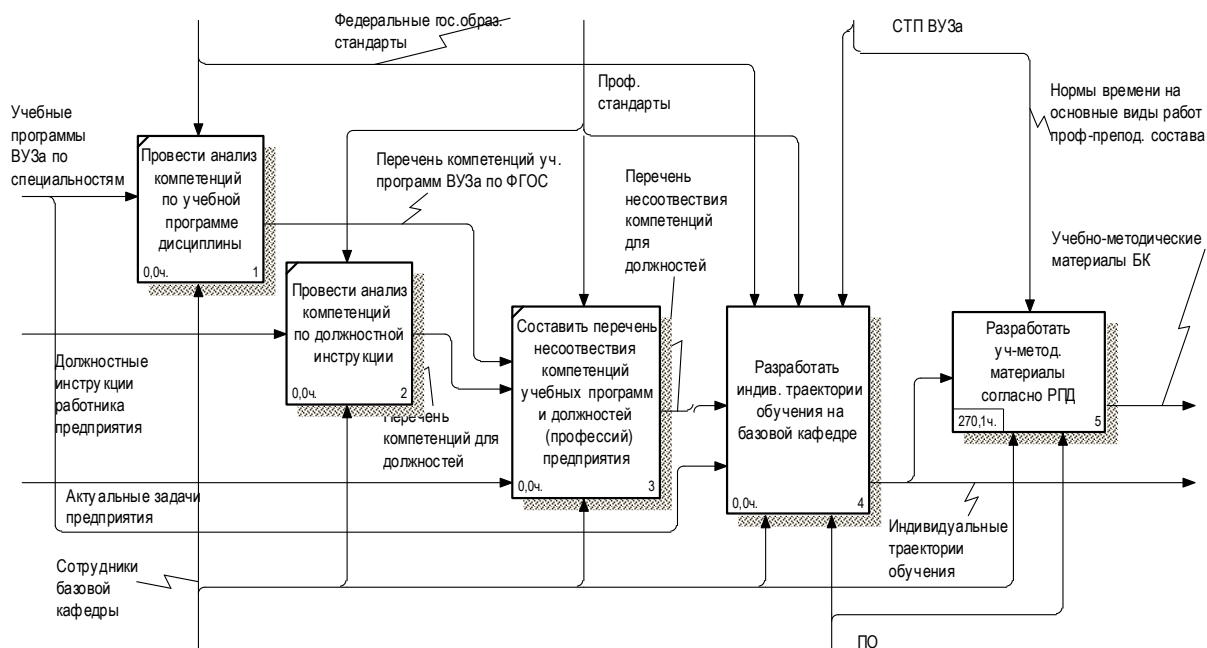 Федеральные гос.образ.
стандарты
СТП ВУЗа
Проф.
стандарты
Нормы времени на
основные виды работ
проф-препод. состава
Учебные
программы
ВУЗа по
специальностям
Провести анализ
компетенций
по учебной
программе
дисциплины
0,0ч. 1
Перечень компетенций уч.
программ ВУЗа по ФГОС
Перечень
несоотвествия
компетенций
для
должностей
Учебно-методические
материалы БК
Провести анализ
компетенций
по должностной
инструкции
0,0ч. 2
Должностные
инструкции
работника
предприятия
Перечень
компетенций для
должностей
Составить перечень
несоотвествия
компетенций
учебных программ
и должностей
(профессий)
предприятия
0,0ч. 3
Разработать
индив. траектории
обучения на
базовой кафедре
0,0ч. 4
Разработать
уч-метод.
материалы
согласно РПД
270,1ч. 5
Актуальные задачи
предприятия
Индивидуальные
траектории
обучения
Сотрудники
базовой
кафедры
ПО